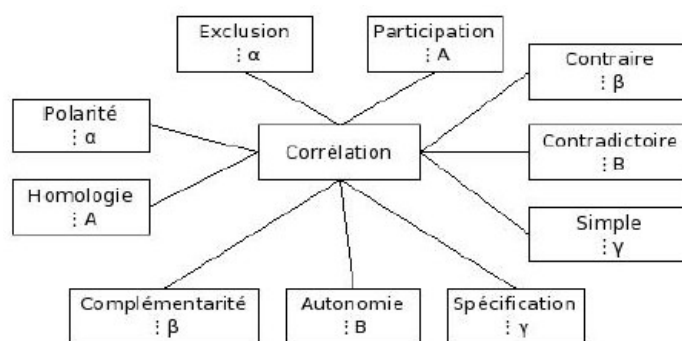 Exclusion
⋮ α
Participation
⋮ A
Contraire
⋮ β
Polarité
⋮ α
Corrélation
Contradictoire
⋮ B
Homologie
⋮ A
Simple
⋮ γ
Complémentarité
⋮ β
Autonomie
⋮ B
Spécification
⋮ γ